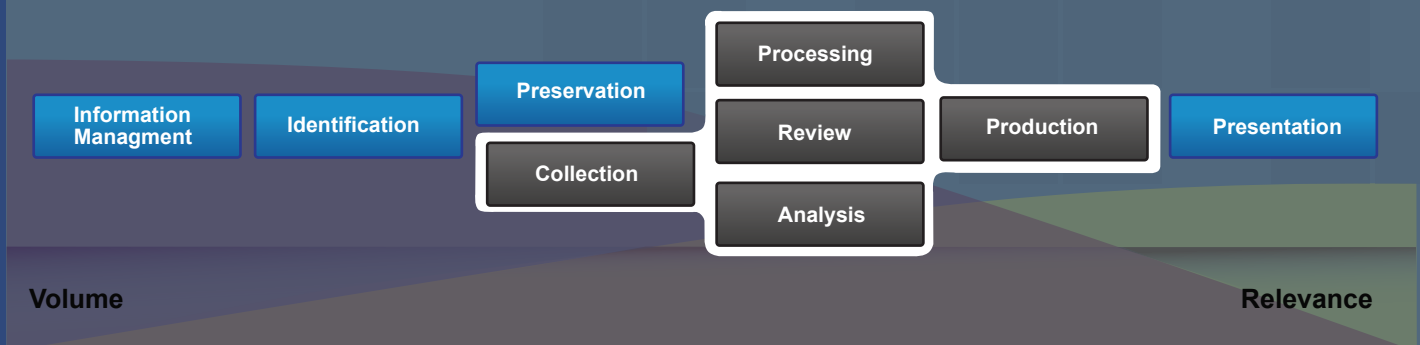 Information
Managment
Identification
Preservation
Collection
Processing
Review
Analysis
Production
Presentation
Volume
Relevance